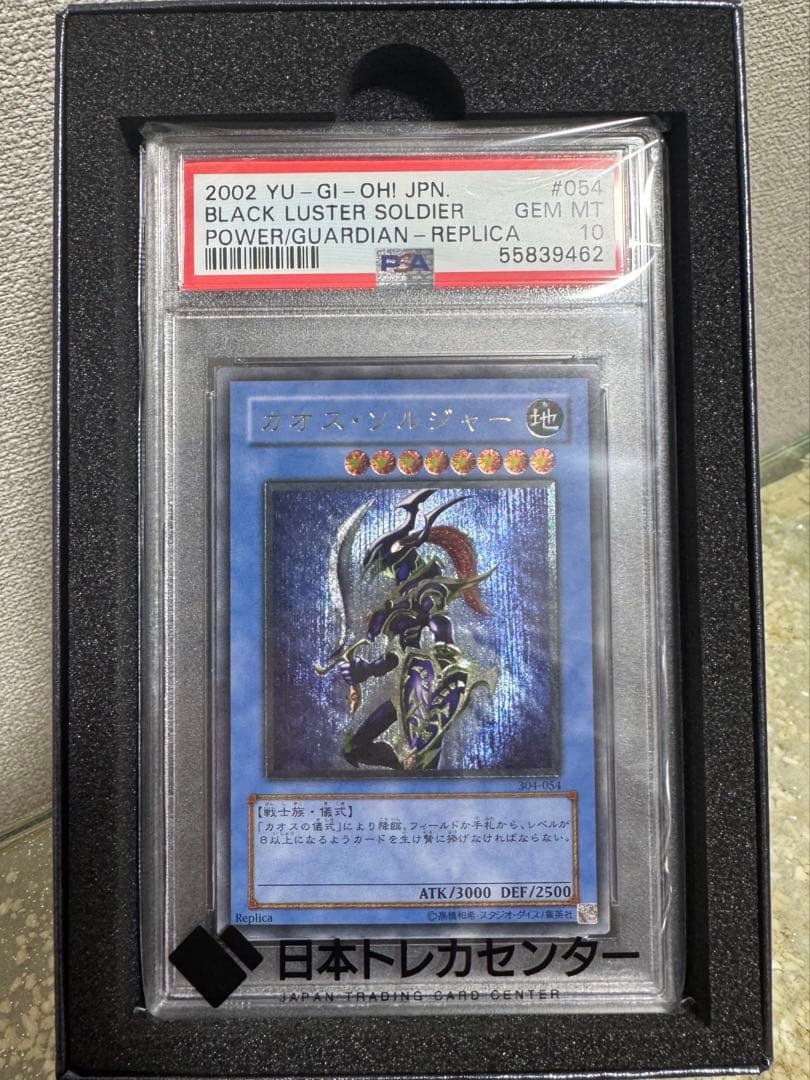 2002 YU-GI-OH! JPN. #054
BLACK LUSTER SOLDIER GEM MT
POWER/GUARDIAN-REPLICA 10
PSA 55839462
カオス・ソルジャー 地
304-054
【戦士族・儀式】
「カオスの儀式」により降臨。フィールドか手札から、レベルが
8以上になるようカードを生け贄に捧げなければならない。
ATK/3000 DEF/2500
Replica ©高橋和希 スタジオ・ダイス/集英社
日本トレカセンター
JAPAN TRADING CARD CENTER